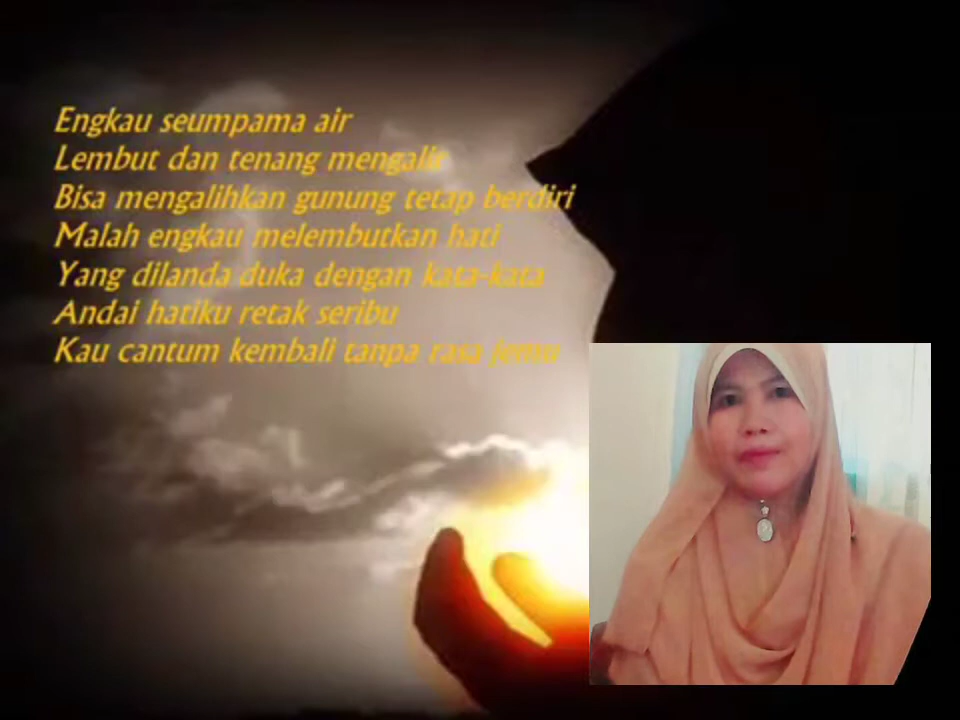 Engkau seumpama air
Lembut dan tenang mengalir
Bisa mengalihkan gunung tetap berdiri
Malah engkau melembutkan hati
Yang dilanda duka dengan kata-kata
Andai hatiku retak seribu
Kau cantum kembali tanpa rasa jemu